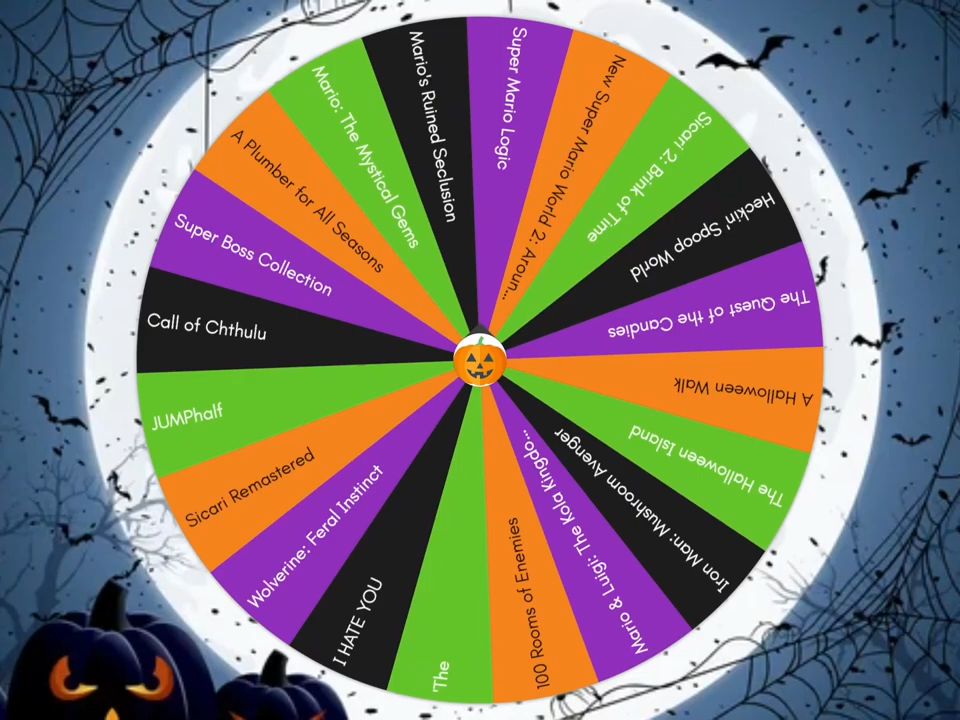 Super Mario Logic
New Super Mario World 2: Aroun...
Sicari 2: Brink of Time
Heckin' Spoop World
The Quest of the Candies
A Halloween Walk
The Halloween Island
Iron Man: Mushroom Avenger
Mario & Luigi: The Kola Kingdo...
100 Rooms of Enemies
'The
I HATE YOU
Wolverine: Feral Instinct
Sicari Remastered
JUMPhalf
Call of Chthulu
Super Boss Collection
A Plumber for All Seasons
Mario: The Mystical Gems
Mario's Ruined Seclusion